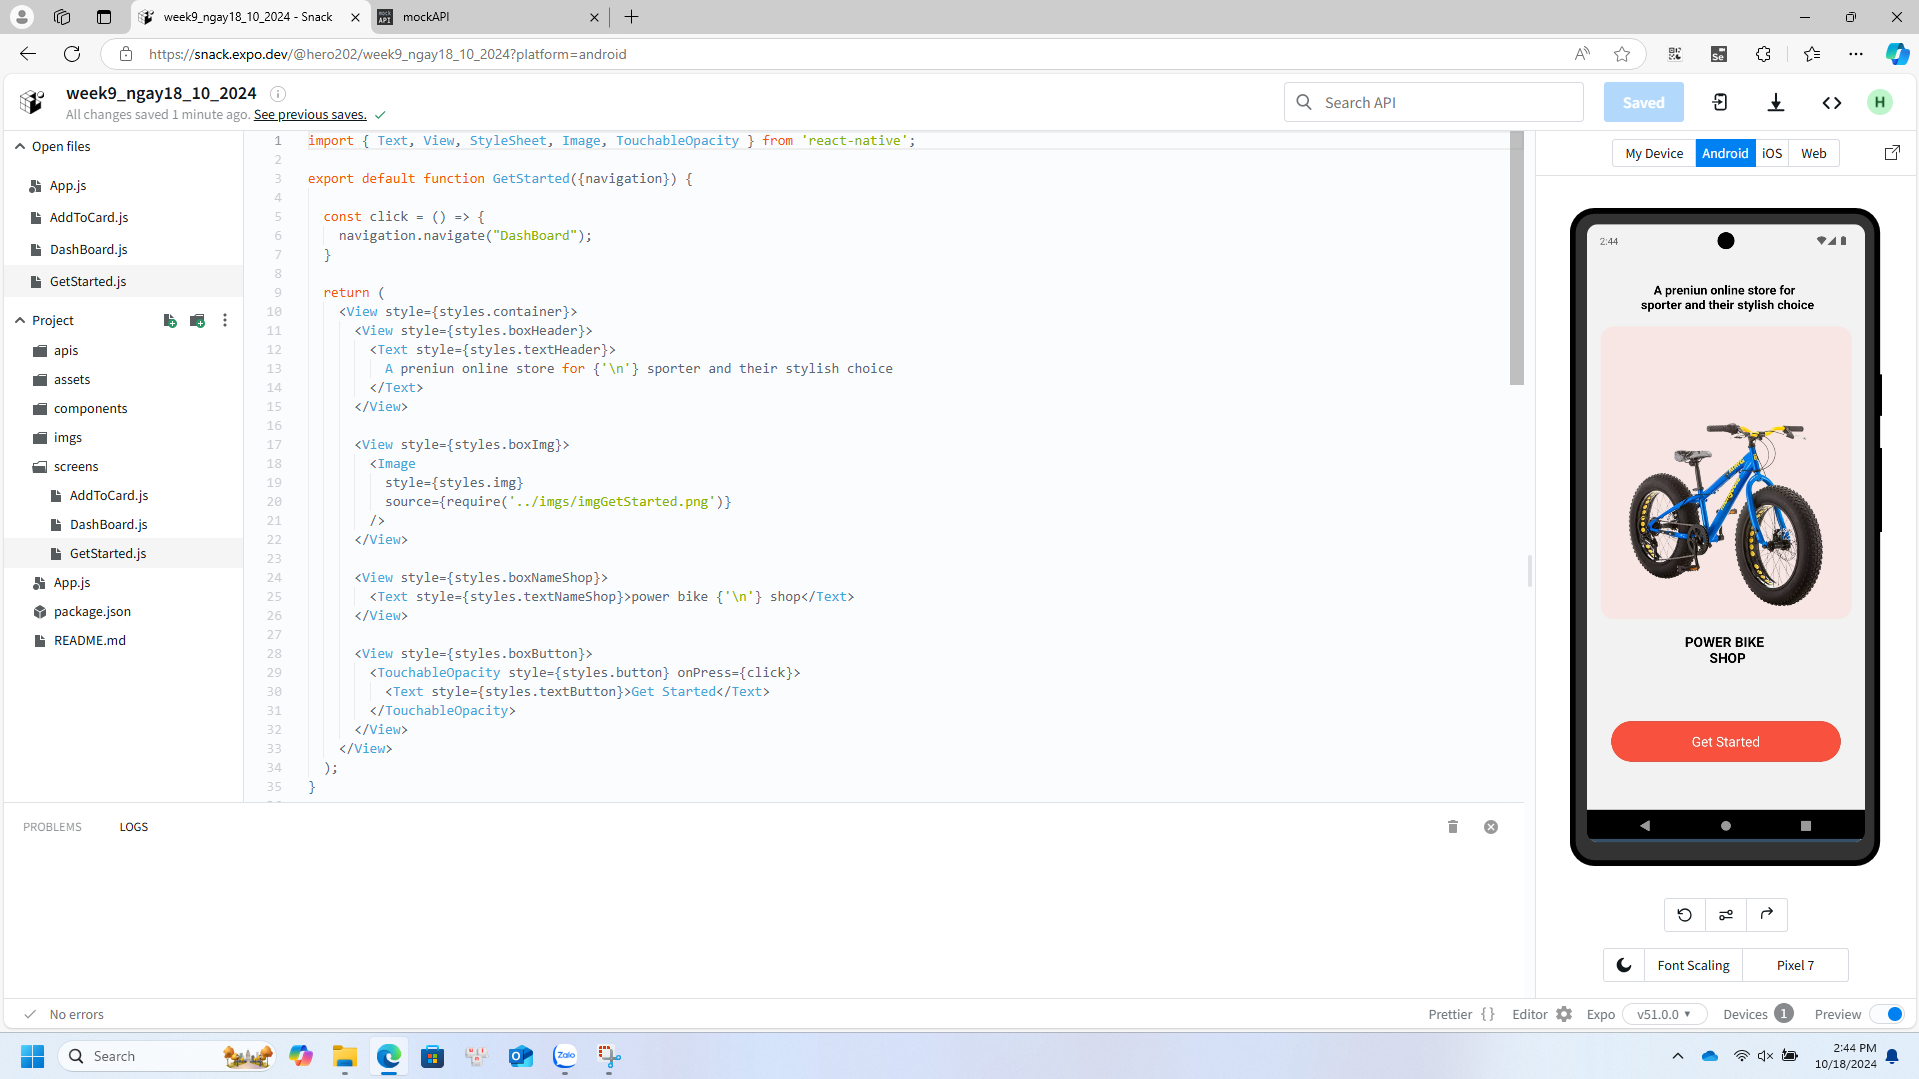 week9_ngay18_10_2024 - Snack
mock API
mockAPI
https://snack.expo.dev/@hero202/week9_ngay18_10_2024?platform=android
week9_ngay18_10_2024
All changes saved 1 minute ago. See previous saves.
Search API
Saved
H
Open files
App.js
AddToCard.js
DashBoard.js
GetStarted.js
Project
apis
assets
components
imgs
screens
AddToCard.js
DashBoard.js
GetStarted.js
App.js
package.json
README.md
1 import { Text, View, StyleSheet, Image, TouchableOpacity } from 'react-native';
2
3 export default function GetStarted({navigation}) {
4
5 const click = () => {
6 navigation.navigate("DashBoard");
7 }
8
9 return (
10 <View style={styles.container}>
11 <View style={styles.boxHeader}>
12 <Text style={styles.textHeader}>
13 A preniun online store for {'\n'} sporter and their stylish choice
14 </Text>
15 </View>
16
17 <View style={styles.boxImg}>
18 <Image
19 style={styles.img}
20 source={require('../imgs/imgGetStarted.png')}
21 />
22 </View>
23
24 <View style={styles.boxNameShop}>
25 <Text style={styles.textNameShop}>power bike {'\n'} shop</Text>
26 </View>
27
28 <View style={styles.boxButton}>
29 <TouchableOpacity style={styles.button} onPress={click}>
30 <Text style={styles.textButton}>Get Started</Text>
31 </TouchableOpacity>
32 </View>
33 </View>
34 );
35 }
My Device
Android
iOS
Web
2:44
A preniun online store for
sporter and their stylish choice
POWER BIKE
SHOP
Get Started
Font Scaling
Pixel 7
PROBLEMS
LOGS
No errors
Prettier { }
Editor
Expo
v51.0.0
Devices 1
Preview
Search
Zalo
2:44 PM
10/18/2024